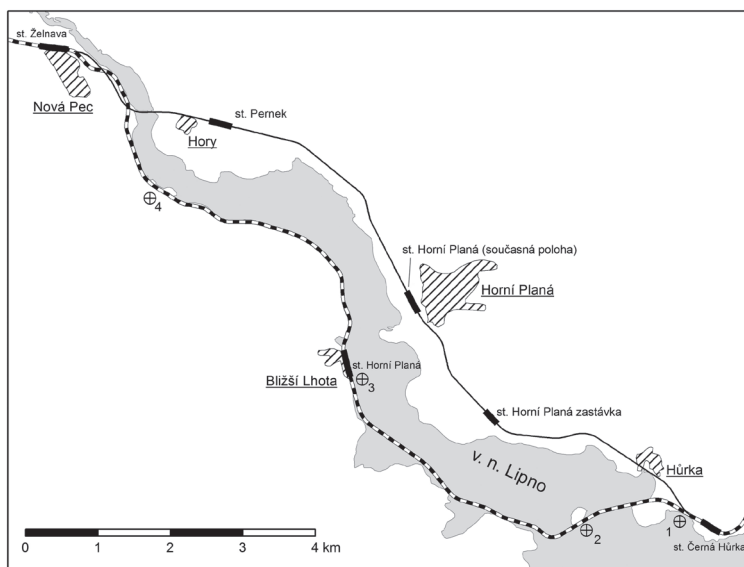 st. Želnava
Nová Pec
Hory
st. Pernek
4
st. Horní Planá (současná poloha)
Horní Planá
st. Horní Planá
Bližší Lhota
3
st. Horní Planá zastávka
v. n. Lipno
Hůrka
1
2
st. Černá Hůrka
0 1 2 3 4 km